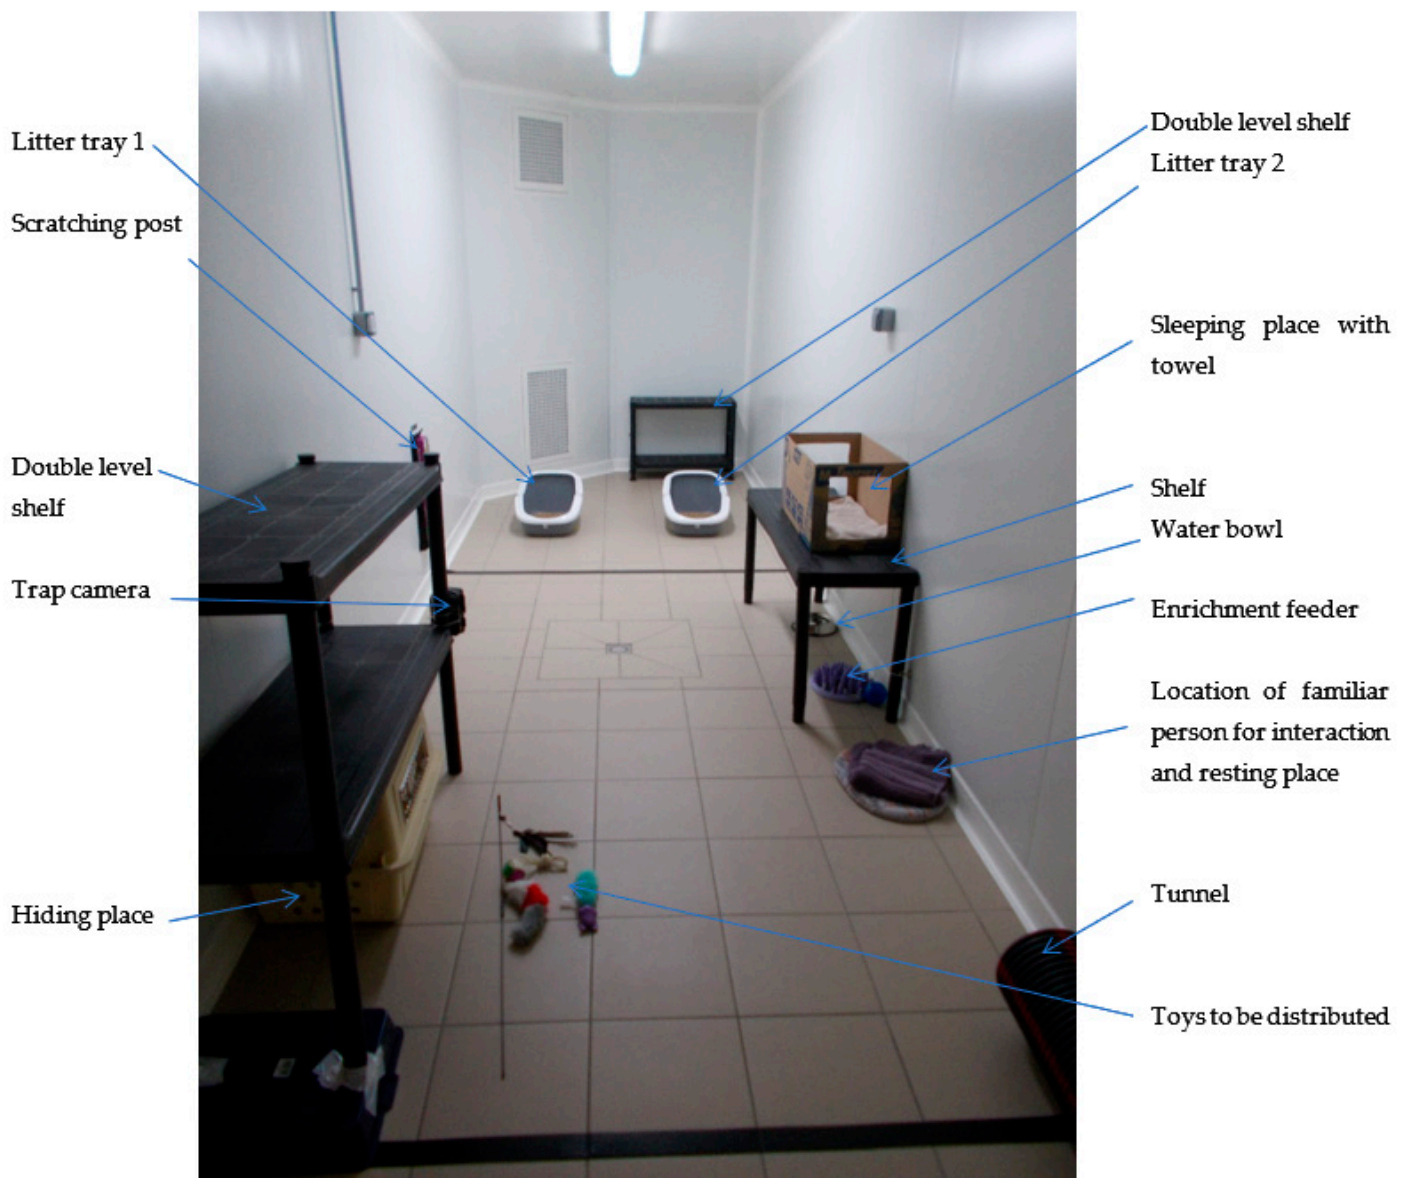 Litter tray 1
Scratching post
Double level
shelf
Trap camera
Hiding place
Double level shelf
Litter tray 2
Sleeping place with
towel
Shelf
Water bowl
Enrichment feeder
Location of familiar
person for interaction
and resting place
Tunnel
Toys to be distributed